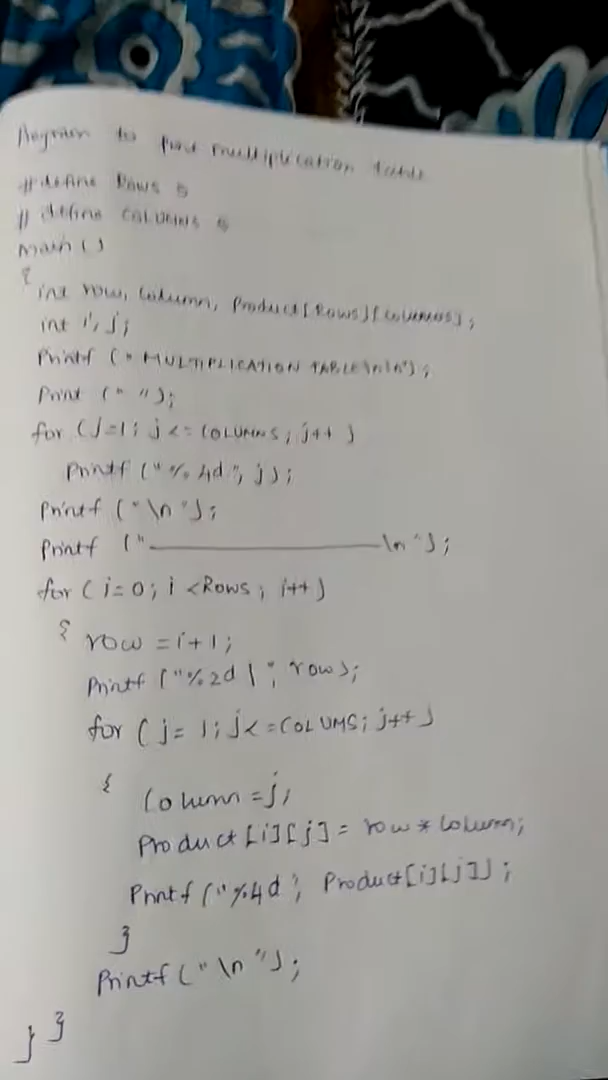 Program to print multiplication table
# define ROWS 5
# define COLUMNS 5
main ()
{
int row, column, Product[Rows][columns];
int i, j;
Printf (" MULTIPLICATION TABLE\n\n");
Print (" ");
for (J=1; j<= COLUMNS; j++)
Printf ("%4d", j);
Printf ("\n");
Printf ("——————————\n");
for (i=0; i <Rows; i++)
{ row = i+1;
Printf ("%2d |", row);
for (j= 1; j<=COLUMS; j++)
{ Column = j;
Product[i][j] = row * column;
Printf ("%4d", Product[i][j]);
}
Printf ("\n");
} }